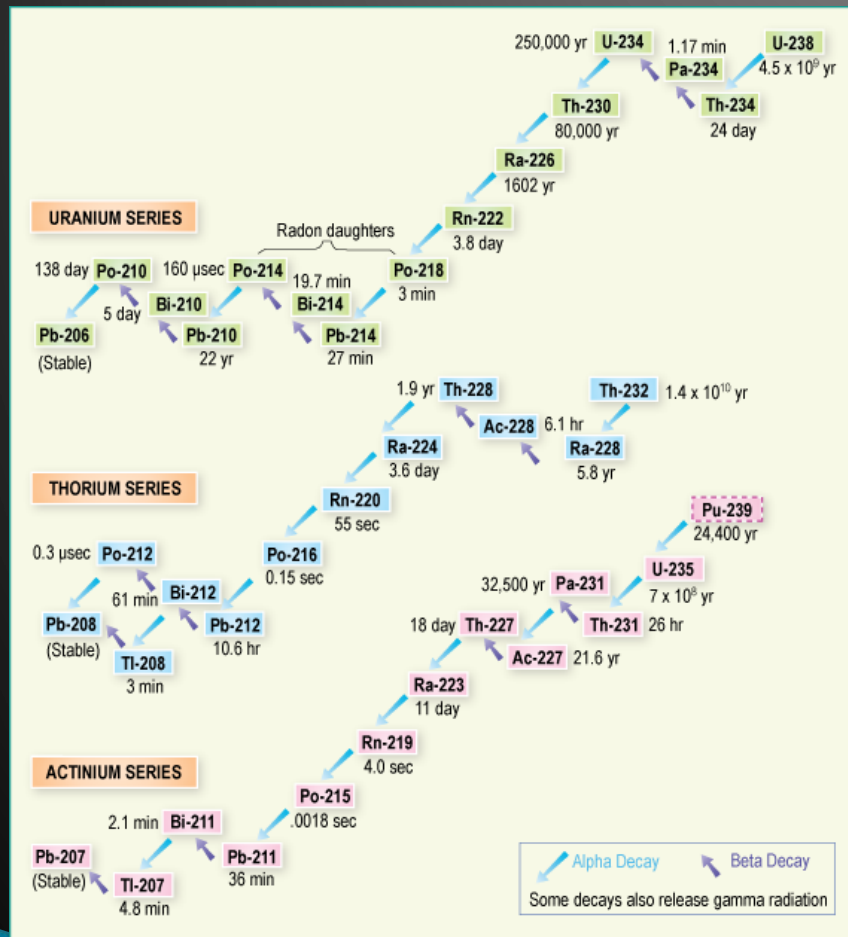 250,000 yr U-234 1.17 min U-238
Pa-234 4.5 x 10⁹ yr
Th-230 Th-234
80,000 yr 24 day
Ra-226
1602 yr
URANIUM SERIES
Rn-222
Radon daughters 3.8 day
138 day Po-210 160 µsec Po-214 19.7 min Po-218
Bi-210 Bi-214 3 min
5 day
Pb-206 Pb-210 Pb-214
(Stable) 22 yr 27 min
1.9 yr Th-228 Th-232 1.4 x 10¹⁰ yr
Ac-228 6.1 hr
Ra-224 Ra-228
3.6 day 5.8 yr
THORIUM SERIES
Rn-220
55 sec
Pu-239
24,400 yr
0.3 µsec Po-212 Po-216
0.15 sec
U-235
7 x 10⁸ yr
61 min Bi-212 32,500 yr Pa-231
Pb-208 Pb-212 18 day Th-227 Th-231 26 hr
(Stable) 10.6 hr
Tl-208 Ac-227 21.6 yr
3 min
Ra-223
11 day
Rn-219
4.0 sec
ACTINIUM SERIES
Po-215
.0018 sec
2.1 min Bi-211
Pb-207 Pb-211
(Stable) 36 min
Tl-207
4.8 min
Alpha Decay Beta Decay
Some decays also release gamma radiation